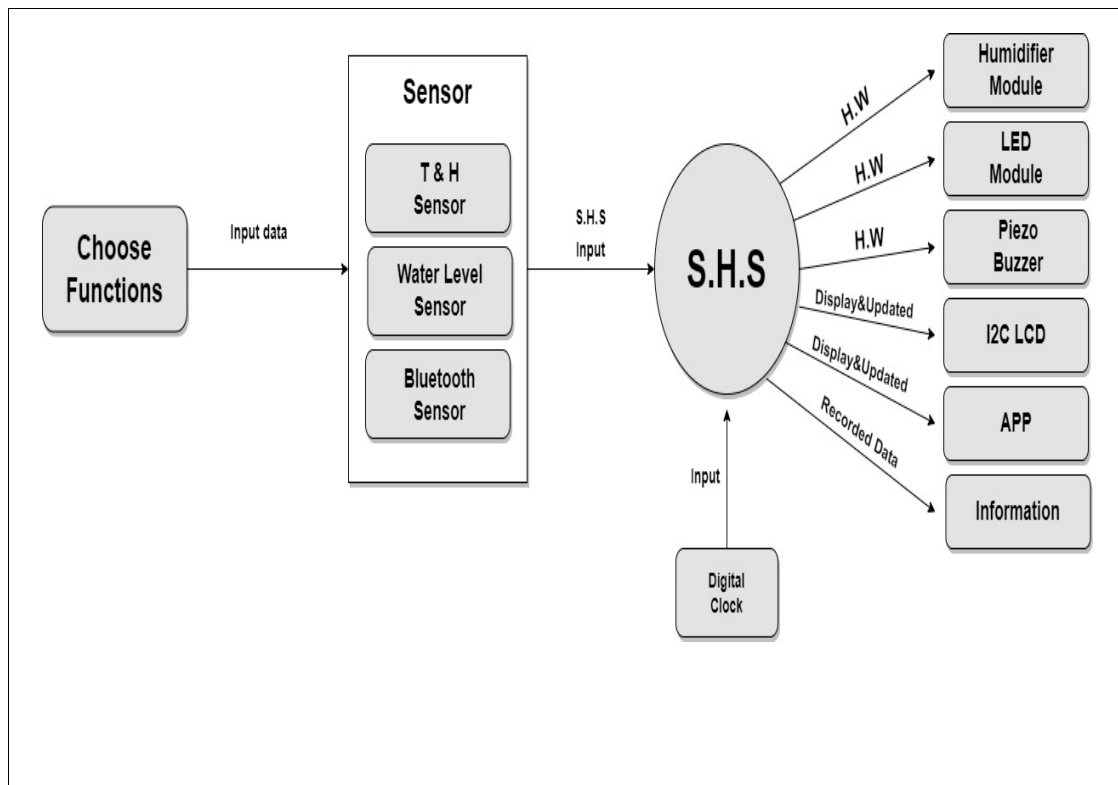 Choose
Functions
Input data
Sensor
T & H
Sensor
Water Level
Sensor
Bluetooth
Sensor
S.H.S
Input
S.H.S
Input
Digital
Clock
H.W
H.W
H.W
Display&Updated
Display&Updated
Recorded Data
Humidifier
Module
LED
Module
Piezo
Buzzer
I2C LCD
APP
Information